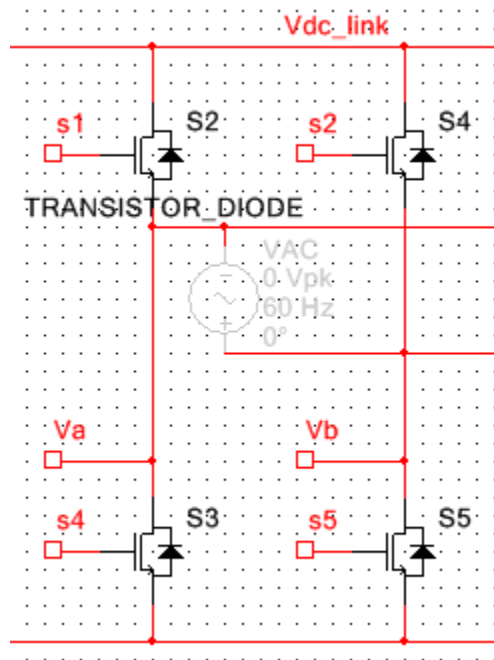 Vdc_link
s1
S2
s2
S4
TRANSISTOR_DIODE
VAC
0 Vpk
60 Hz
0°
Va
Vb
s4
S3
s5
S5